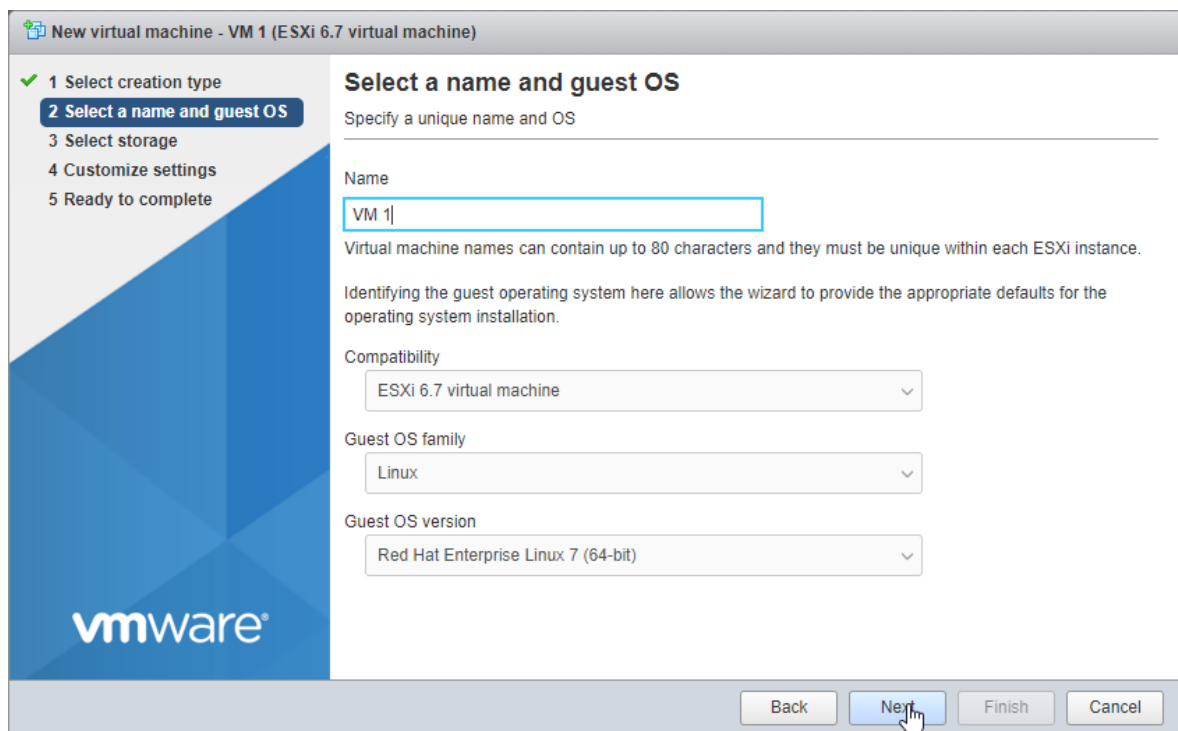 New virtual machine - VM 1 (ESXi 6.7 virtual machine)
1 Select creation type
2 Select a name and guest OS
3 Select storage
4 Customize settings
5 Ready to complete
vmware®
Select a name and guest OS
Specify a unique name and OS
Name
VM 1
Virtual machine names can contain up to 80 characters and they must be unique within each ESXi instance.
Identifying the guest operating system here allows the wizard to provide the appropriate defaults for the
operating system installation.
Compatibility
ESXi 6.7 virtual machine
Guest OS family
Linux
Guest OS version
Red Hat Enterprise Linux 7 (64-bit)
Back
Next
Finish
Cancel